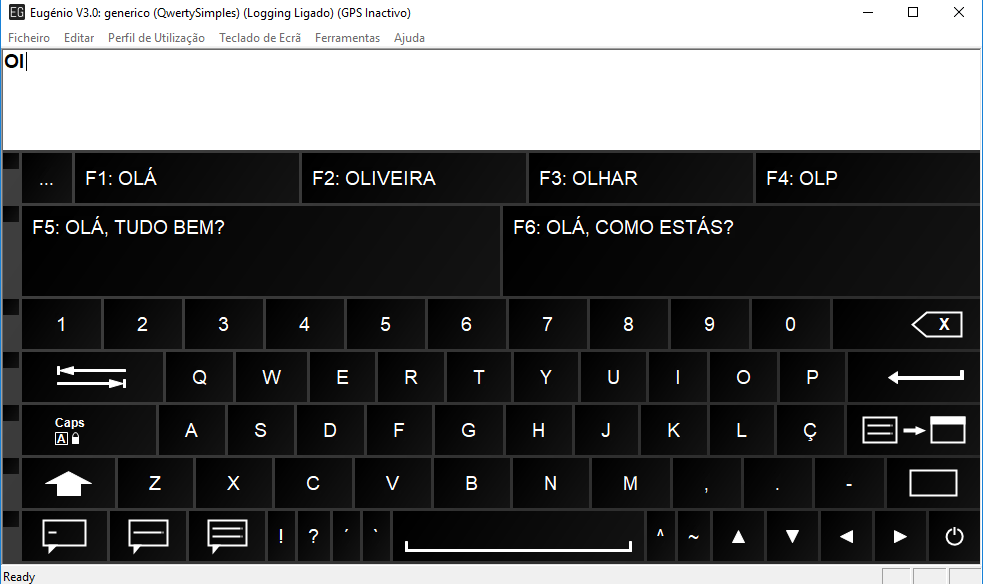 EG Eugénio V3.0: generico (QwertySimples) (Logging Ligado) (GPS Inactivo)
Ficheiro Editar Perfil de Utilização Teclado de Ecrã Ferramentas Ajuda
Ol
... F1: OLÁ F2: OLIVEIRA F3: OLHAR F4: OLP
F5: OLÁ, TUDO BEM? F6: OLÁ, COMO ESTÁS?
1 2 3 4 5 6 7 8 9 0 X
Q W E R T Y U I O P
Caps
A A S D F G H J K L Ç
Z X C V B N M , . -
! ? ´ ` ^ ~
Ready